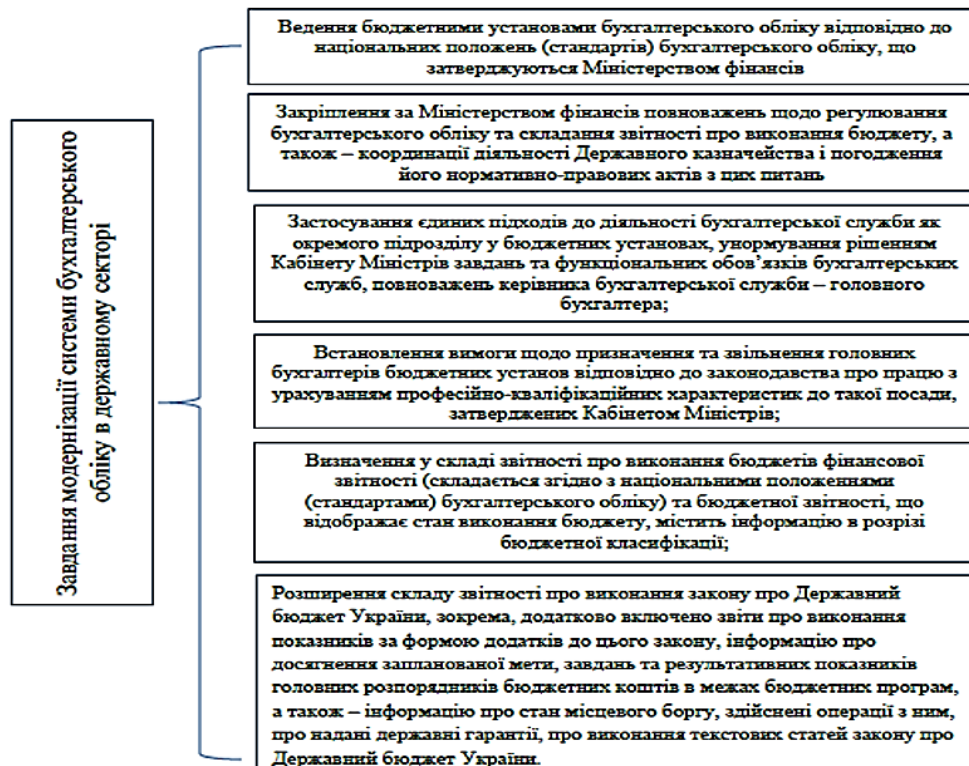 Завдання модернізації системи бухгалтерського
обліку в державному секторі
Ведення бюджетними установами бухгалтерського обліку відповідно до
національних положень (стандартів) бухгалтерського обліку, що
затверджуються Міністерством фінансів
Закріплення за Міністерством фінансів повноважень щодо регулювання
бухгалтерського обліку та складання звітності про виконання бюджету, а
також – координації діяльності Державного казначейства і погодження
його нормативно-правових актів з цих питань
Застосування єдиних підходів до діяльності бухгалтерської служби як
окремого підрозділу у бюджетних установах, унормування рішенням
Кабінету Міністрів завдань та функціональних обов’язків бухгалтерських
служб, повноважень керівника бухгалтерської служби – головного
бухгалтера;
Встановлення вимоги щодо призначення та звільнення головних
бухгалтерів бюджетних установ відповідно до законодавства про працю з
урахуванням професійно-кваліфікаційних характеристик до такої посади,
затверджених Кабінетом Міністрів;
Визначення у складі звітності про виконання бюджетів фінансової
звітності (складається згідно з національними положеннями
(стандартами) бухгалтерського обліку) та бюджетної звітності, що
відображає стан виконання бюджету, містить інформацію в розрізі
бюджетної класифікації;
Розширення складу звітності про виконання закону про Державний
бюджет України, зокрема, додатково включено звіти про виконання
показників за формою додатків до цього закону, інформацію про
досягнення запланованої мети, завдань та результативних показників
головних розпорядників бюджетних коштів в межах бюджетних програм,
а також – інформацію про стан місцевого боргу, здійснені операції з ним,
про надані державні гарантії, про виконання текстових статей закону про
Державний бюджет України.